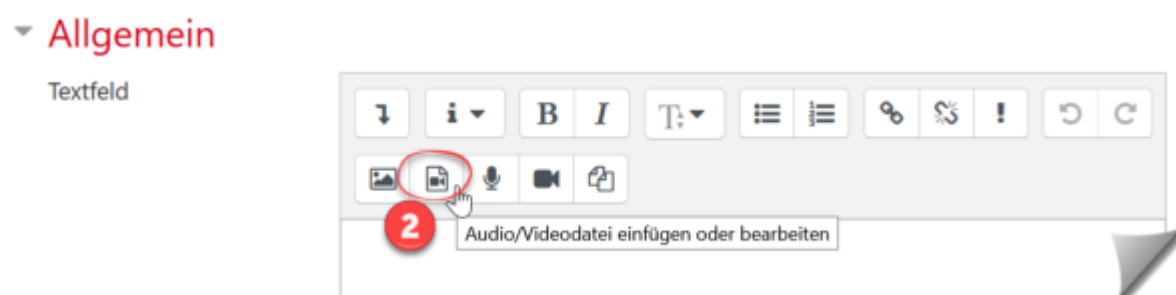 Allgemein
Textfeld
B I T
2
Audio/Videodatei einfügen oder bearbeiten